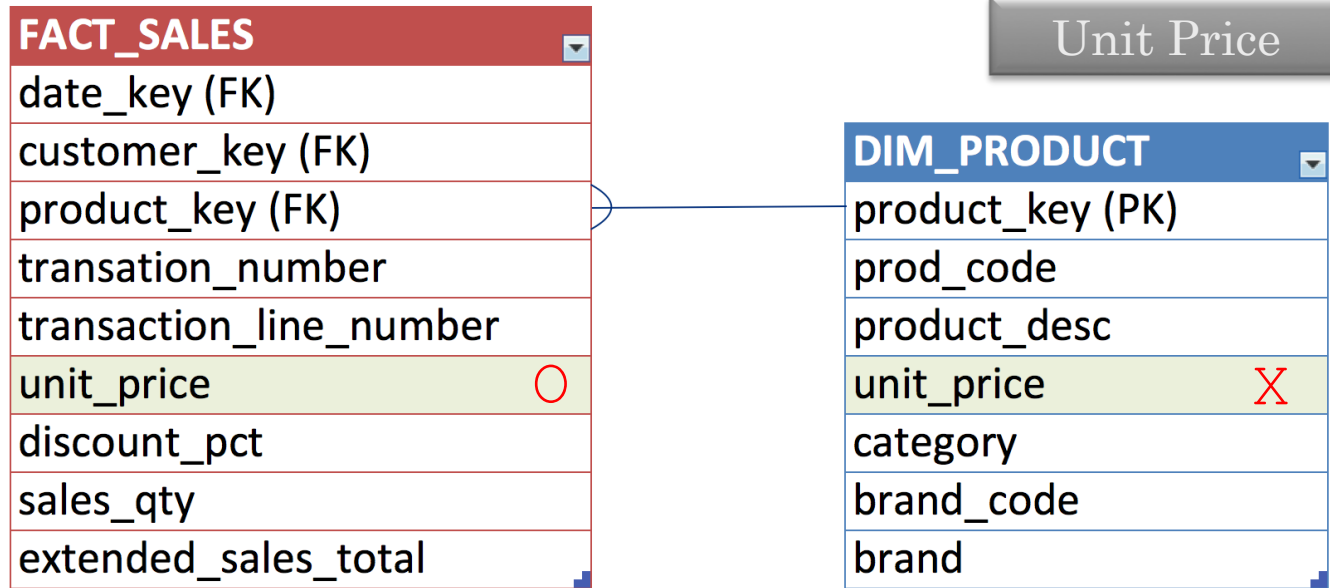 Unit Price
FACT_SALES
date_key (FK)
customer_key (FK)
product_key (FK)
transation_number
transaction_line_number
unit_price O
discount_pct
sales_qty
extended_sales_total
DIM_PRODUCT
product_key (PK)
prod_code
product_desc
unit_price X
category
brand_code
brand